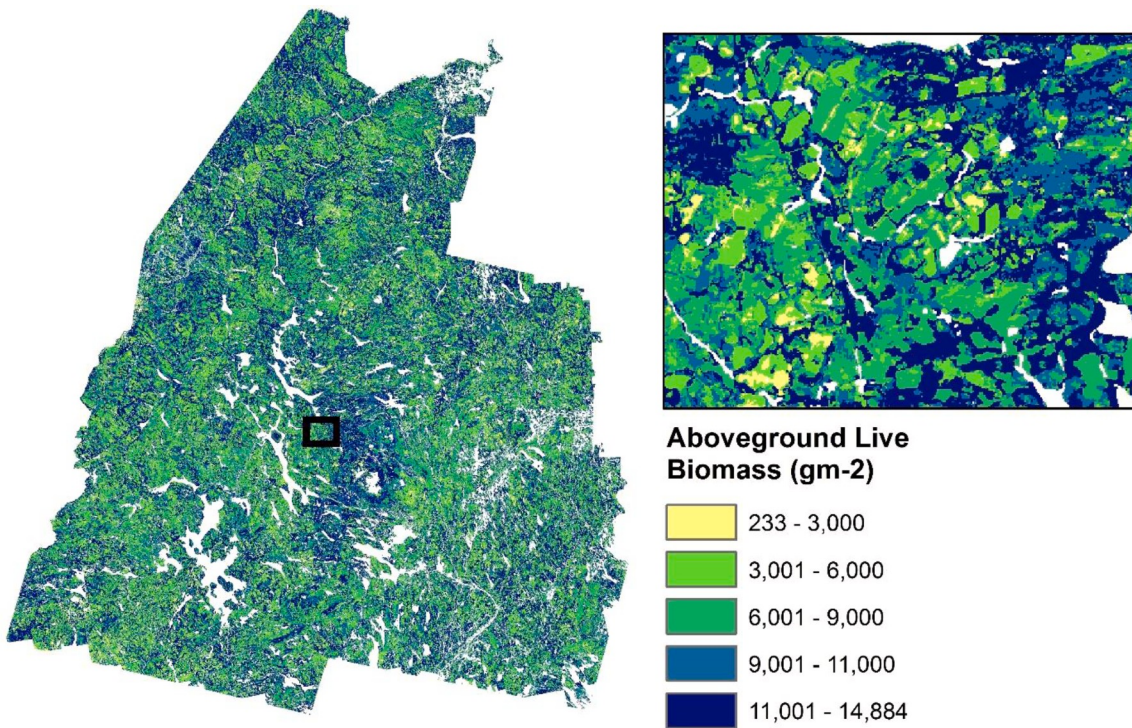 Aboveground Live
Biomass (gm-2)
233 - 3,000
3,001 - 6,000
6,001 - 9,000
9,001 - 11,000
11,001 - 14,884